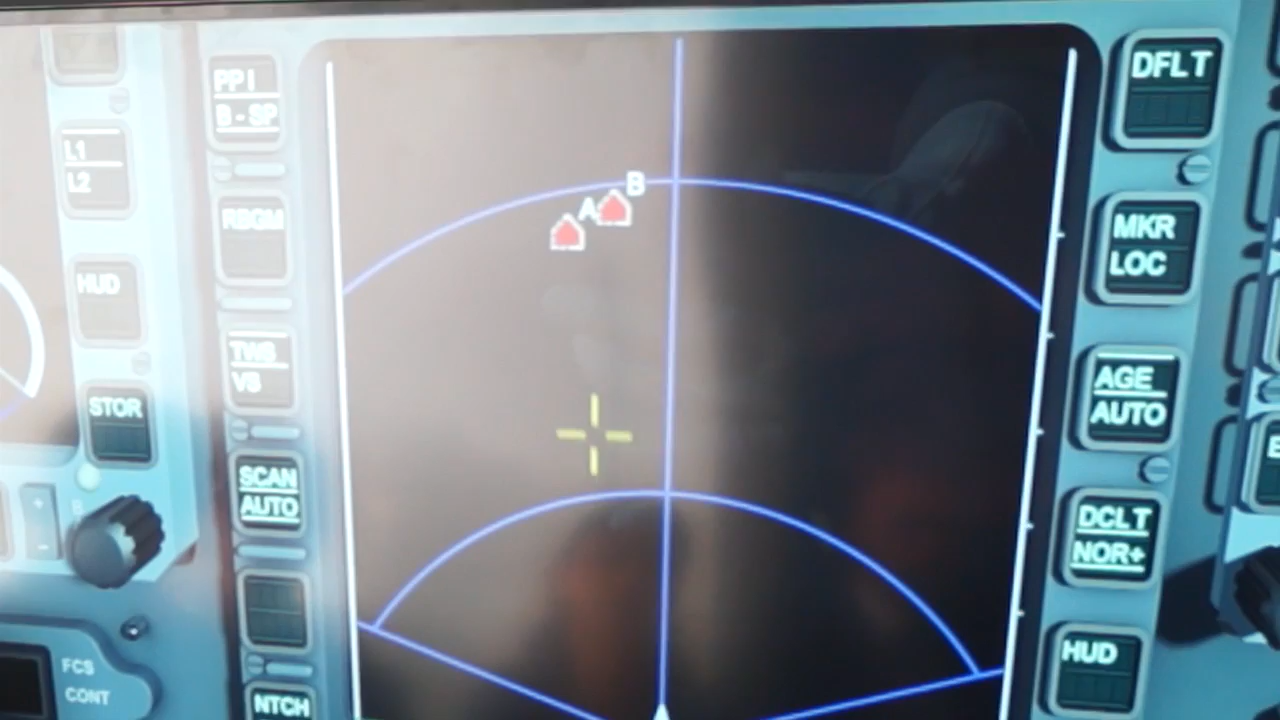 PPI
B-SP
L1
L2
RBGM
HUD
TWS
VS
STOR
SCAN
AUTO
NTCH
FCS
CONT
A
B
DFLT
MKR
LOC
AGE
AUTO
DCLT
NOR+
HUD